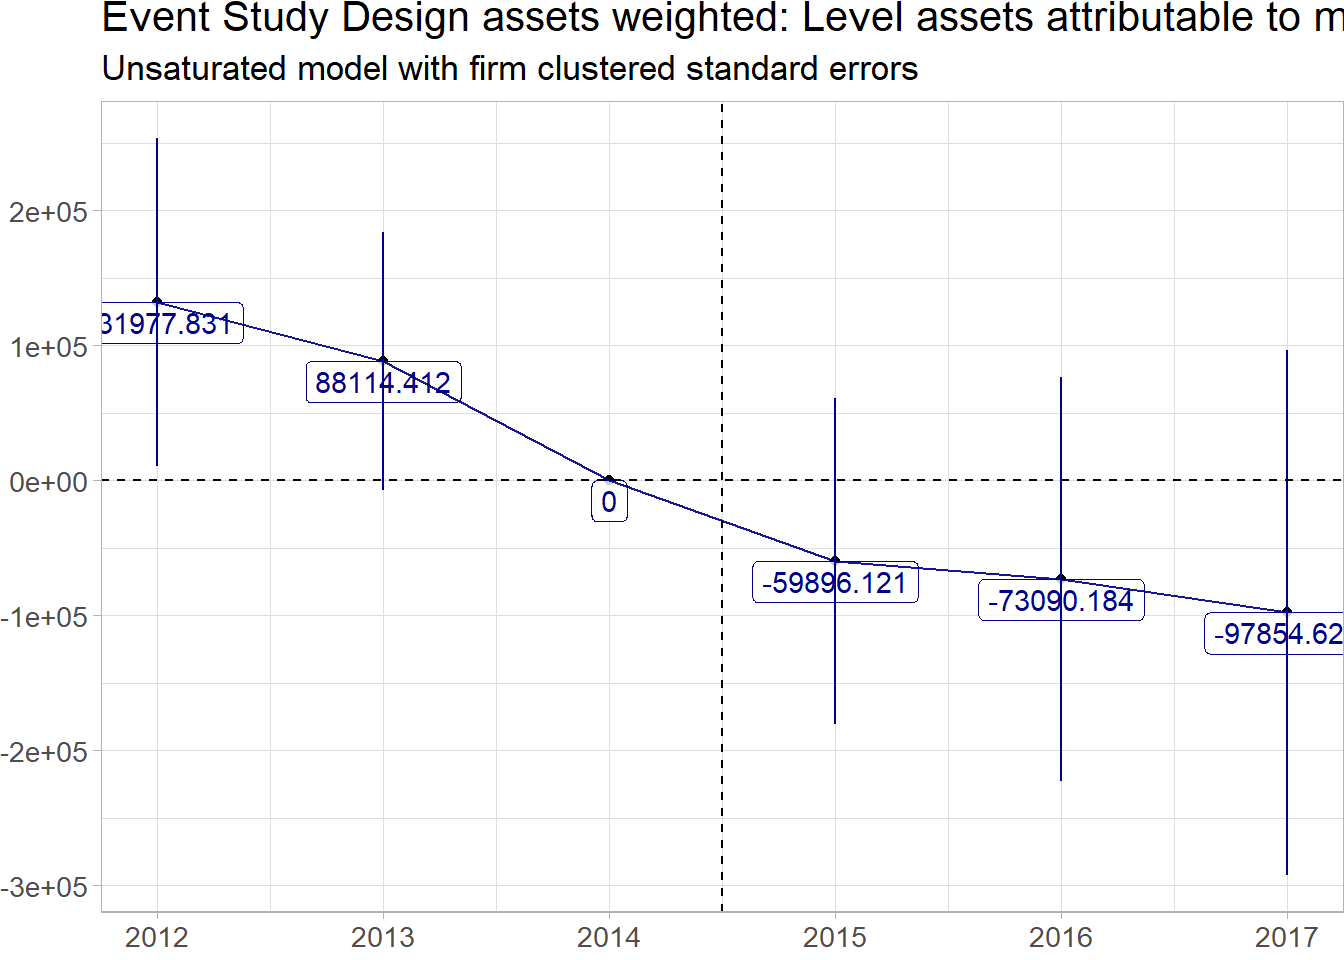 Event Study Design assets weighted: Level assets attributable to m
Unsaturated model with firm clustered standard errors
2e+05
1e+05
0e+00
-1e+05
-2e+05
-3e+05
31977.831
88114.412
0
-59896.121
-73090.184
-97854.62
2012 2013 2014 2015 2016 2017